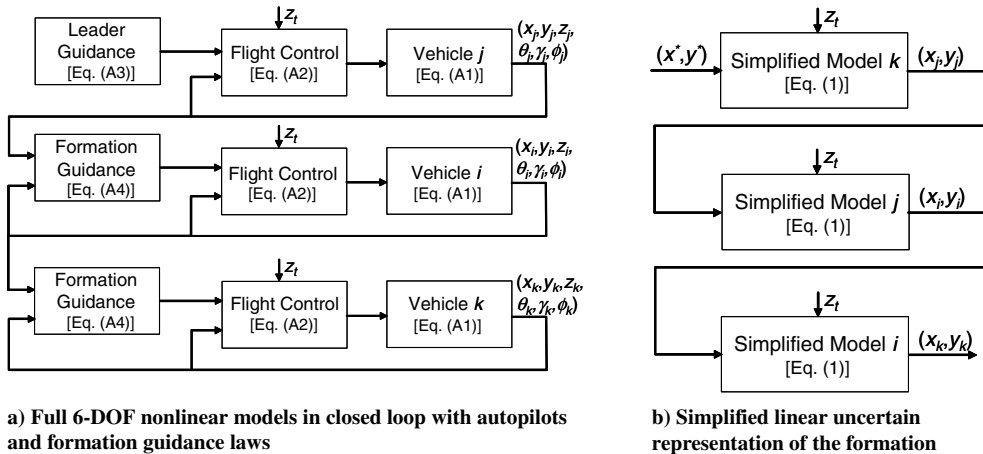 z_t
Leader
Guidance
[Eq. (A3)]
Flight Control
[Eq. (A2)]
Vehicle j
[Eq. (A1)]
(x_j,y_j,z_j,
θ_j,γ_j,ϕ_j)
z_t
Formation
Guidance
[Eq. (A4)]
Flight Control
[Eq. (A2)]
Vehicle i
[Eq. (A1)]
(x_i,y_i,z_i,
θ_i,γ_i,ϕ_i)
z_t
Formation
Guidance
[Eq. (A4)]
Flight Control
[Eq. (A2)]
Vehicle k
[Eq. (A1)]
(x_k,y_k,z_k,
θ_k,γ_k,ϕ_k)
a) Full 6-DOF nonlinear models in closed loop with autopilots
and formation guidance laws
z_t
(x*,y*)
Simplified Model k
[Eq. (1)]
(x_j,y_j)
z_t
Simplified Model j
[Eq. (1)]
(x_i,y_i)
z_t
Simplified Model i
[Eq. (1)]
(x_k,y_k)
b) Simplified linear uncertain
representation of the formation